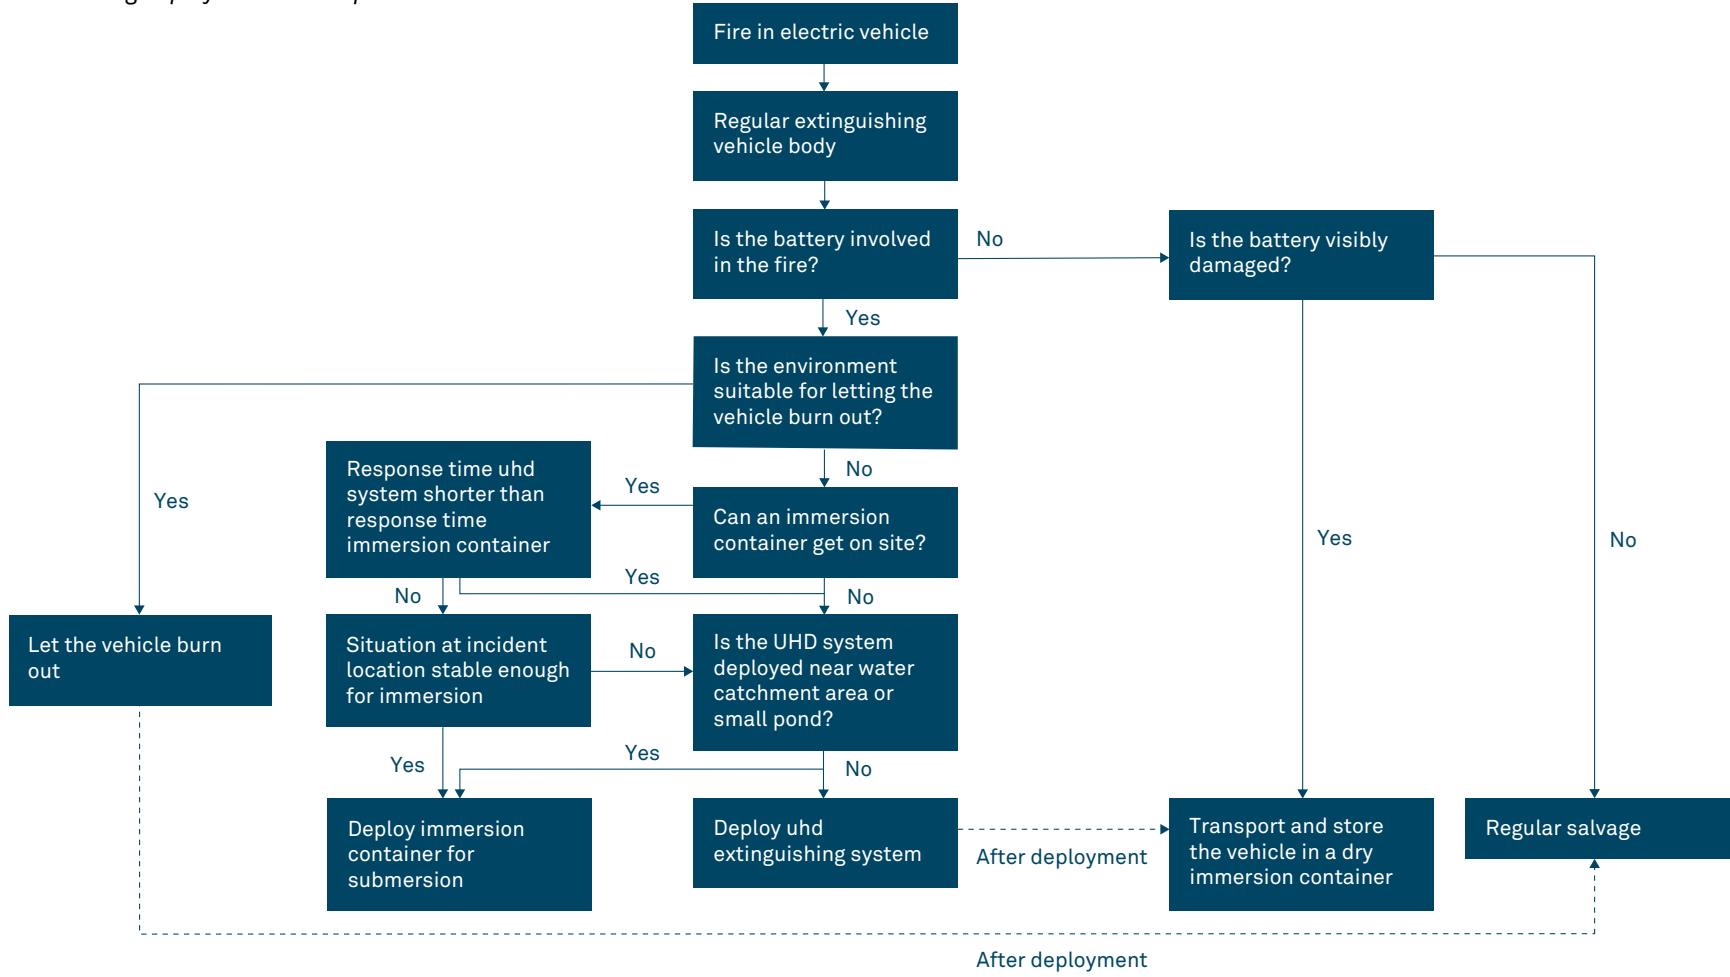 Fire in electric vehicle
Regular extinguishing
vehicle body
Is the battery involved
in the fire?
No
Is the battery visibly
damaged?
Yes
Is the environment
suitable for letting the
vehicle burn out?
Yes
No
Response time uhd
system shorter than
response time
immersion container
Yes
Can an immersion
container get on site?
Yes
No
No
Yes
No
Let the vehicle burn
out
Situation at incident
location stable enough
for immersion
No
Is the UHD system
deployed near water
catchment area or
small pond?
Yes
Yes
No
Deploy immersion
container for
submersion
Deploy uhd
extinguishing system
After deployment
Transport and store
the vehicle in a dry
immersion container
Regular salvage
After deployment